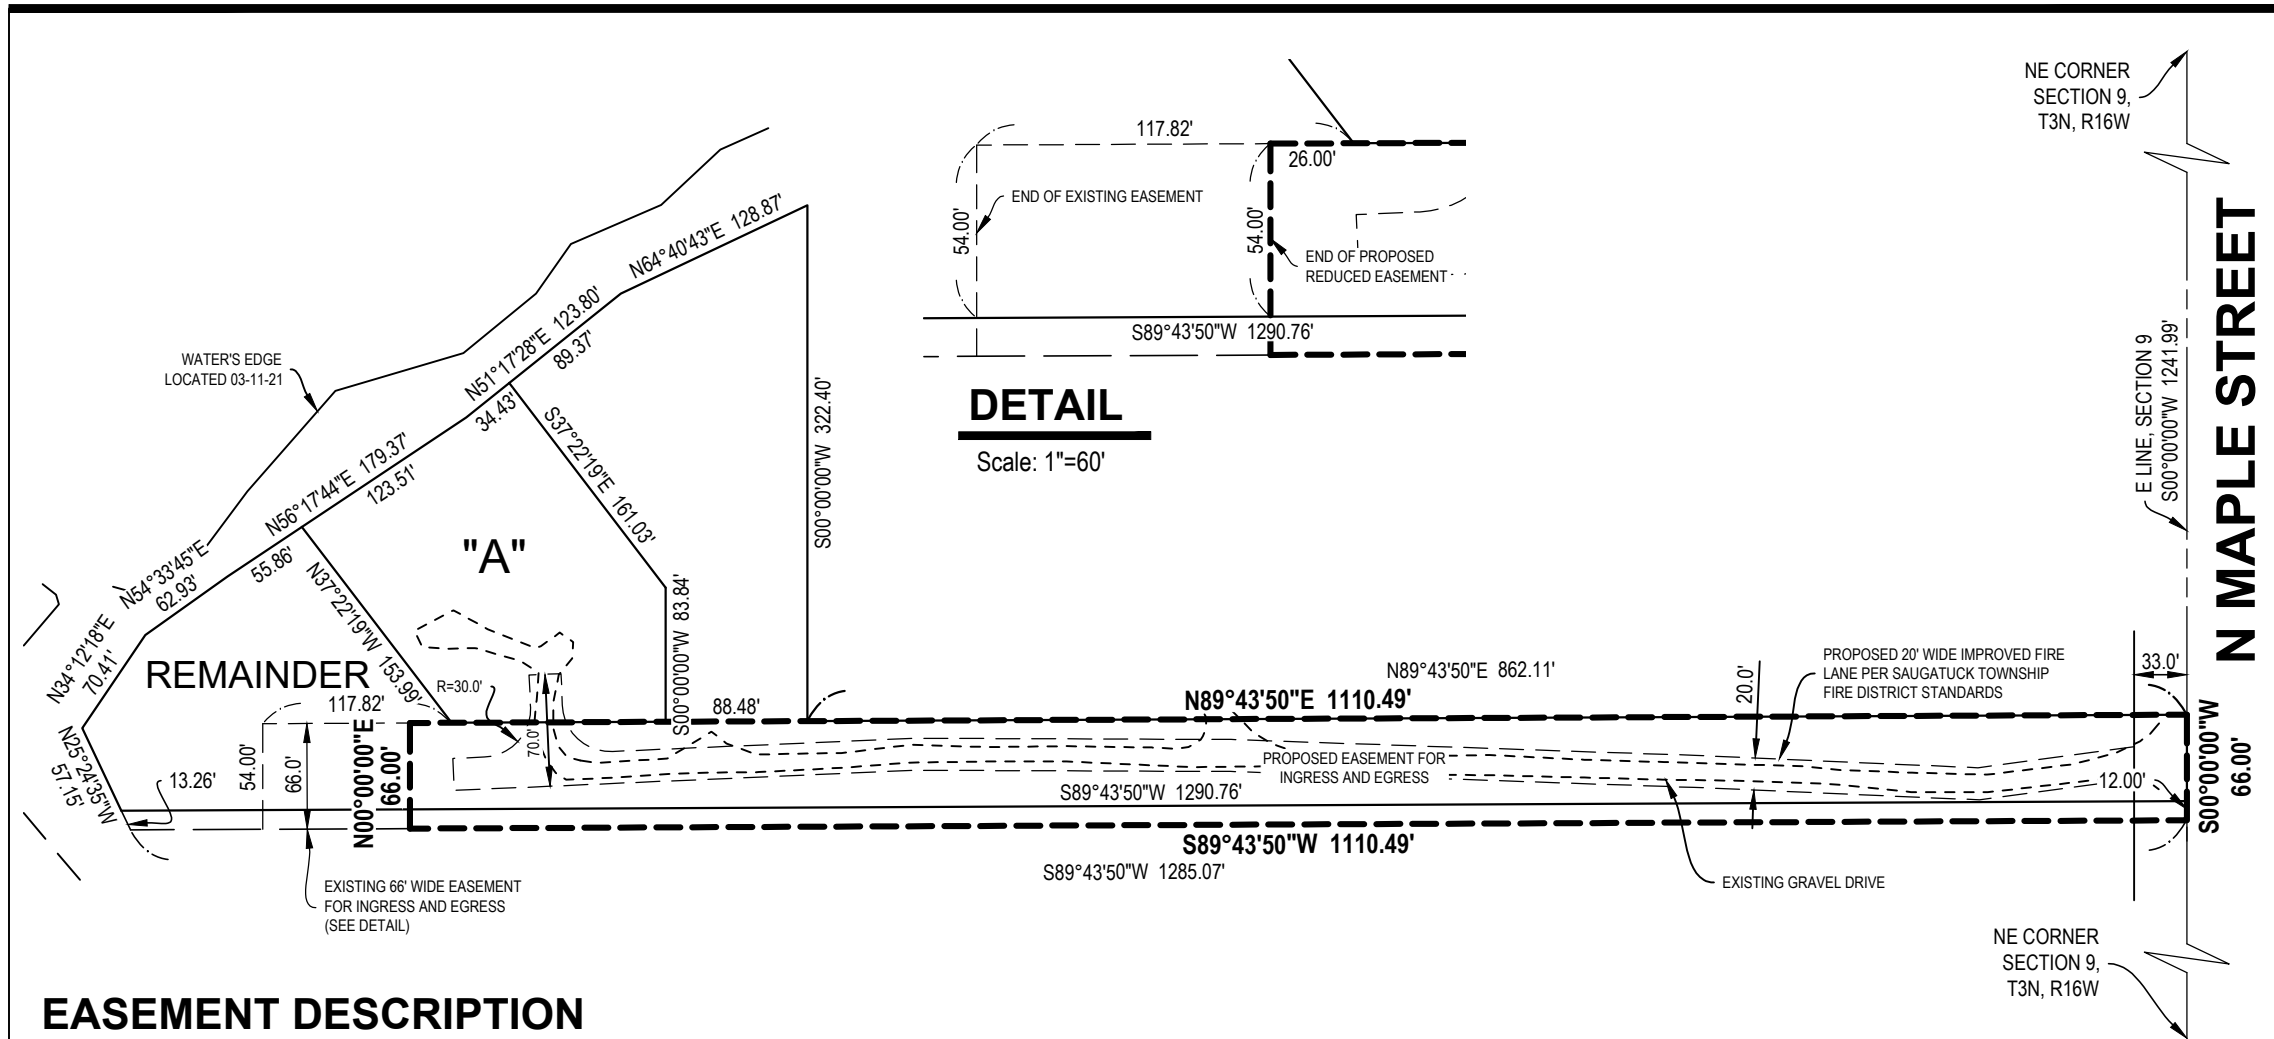 NE CORNER
SECTION 9,
T3N, R16W
117.82'
26.00'
END OF EXISTING EASEMENT
54.00'
54.00'
END OF PROPOSED
REDUCED EASEMENT
S89°43'50"W 1290.76'
DETAIL
Scale: 1"=60'
WATER'S EDGE
LOCATED 03-11-21
N64°40'43"E 128.87'
N51°17'28"E 123.80'
89.37'
34.43'
N56°17'44"E 179.37'
123.51'
55.86'
N54°33'45"E
62.93'
N34°12'18"E
70.41'
N25°24'35"W
57.15'
S37°22'19"E 161.03'
N37°22'19"W 153.99'
S00°00'00"W 83.84'
S00°00'00"W 322.40'
"A"
REMAINDER
117.82'
R=30.0'
88.48'
54.00'
66.0'
N00°00'00"E
66.00'
70.0'
13.26'
N89°43'50"E 862.11'
N89°43'50"E 1110.49'
PROPOSED EASEMENT FOR
INGRESS AND EGRESS
S89°43'50"W 1290.76'
S89°43'50"W 1110.49'
S89°43'50"W 1285.07'
20.0'
PROPOSED 20' WIDE IMPROVED FIRE
LANE PER SAUGATUCK TOWNSHIP
FIRE DISTRICT STANDARDS
33.0'
12.00'
S00°00'00"W
66.00'
E LINE, SECTION 9
S00°00'00"W 1241.99'
N MAPLE STREET
EXISTING GRAVEL DRIVE
EXISTING 66' WIDE EASEMENT
FOR INGRESS AND EGRESS
(SEE DETAIL)
NE CORNER
SECTION 9,
T3N, R16W
EASEMENT DESCRIPTION